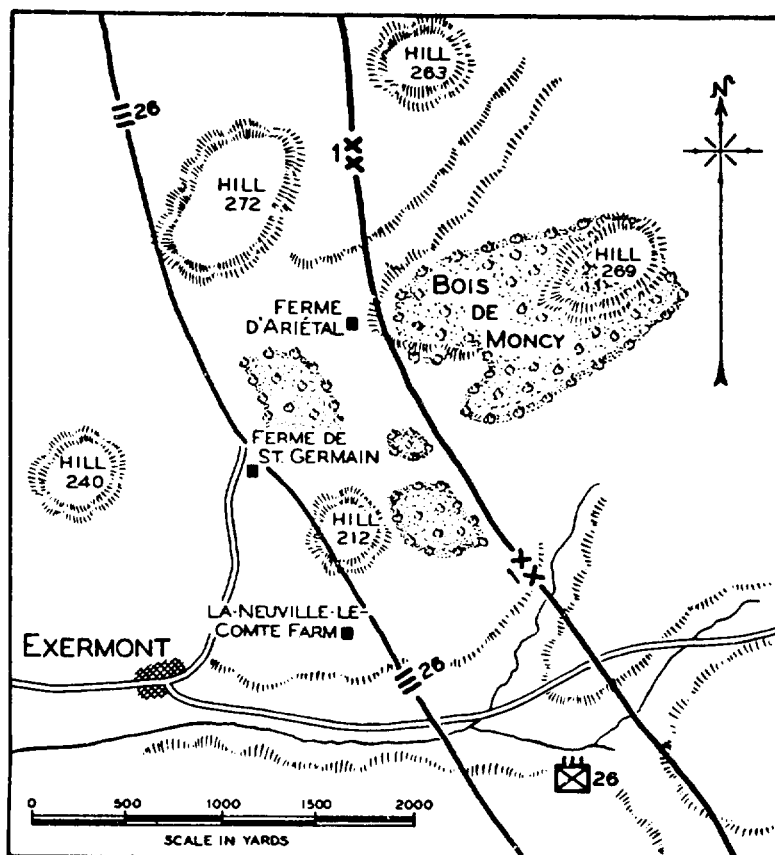 HILL
263
26
1
HILL
272
N
HILL
269
BOIS
DE
MONCY
FERME
D'ARIÉTAL
FERME DE
ST. GERMAIN
HILL
240
HILL
212
LA-NEUVILLE-LE-
COMTE FARM
1
EXERMONT
26
26
0 500 1000 1500 2000
SCALE IN YARDS